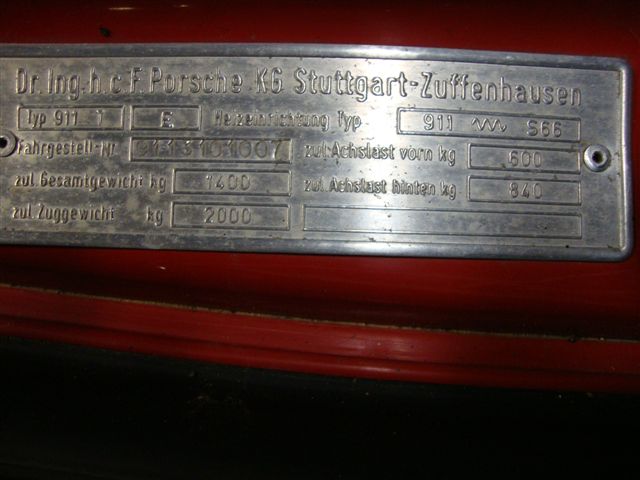 Dr. Ing. h.c F. Porsche KG Stuttgart-Zuffenhausen
Typ 911 T E Heizeinrichtung Typ 911 S66
Fahrgestell-Nr 9113101007 zul. Achslast vorn kg 600
zul. Gesamtgewicht kg 1400 zul. Achslast hinten kg 840
zul. Zuggewicht kg 2000